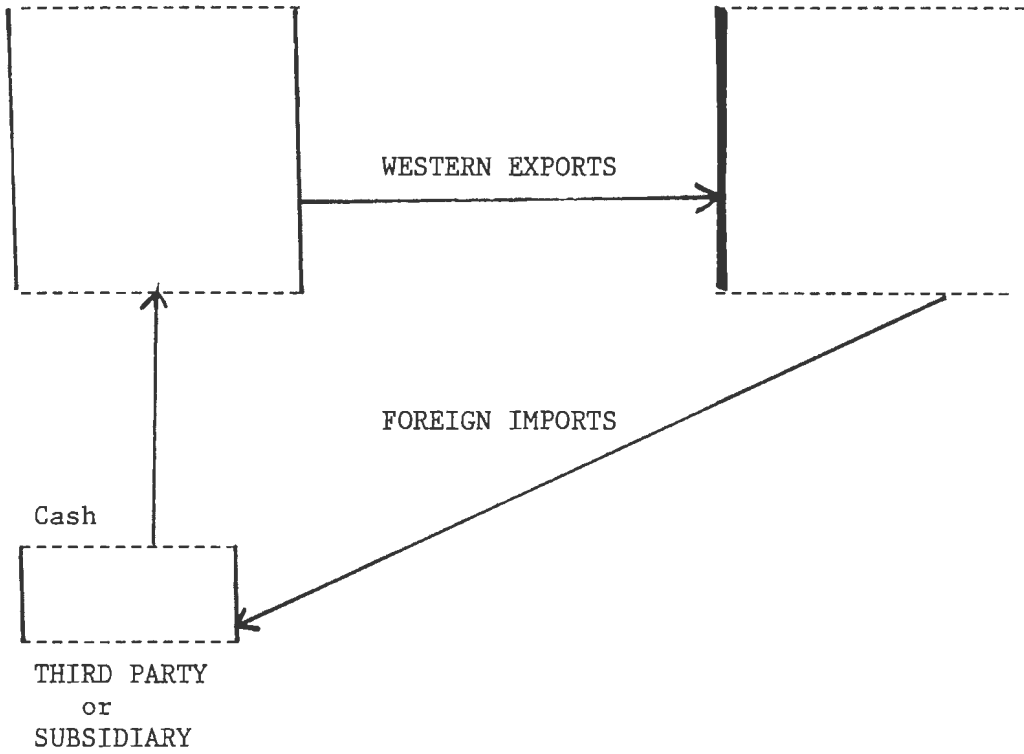 WESTERN EXPORTS
FOREIGN IMPORTS
Cash
THIRD PARTY
or
SUBSIDIARY